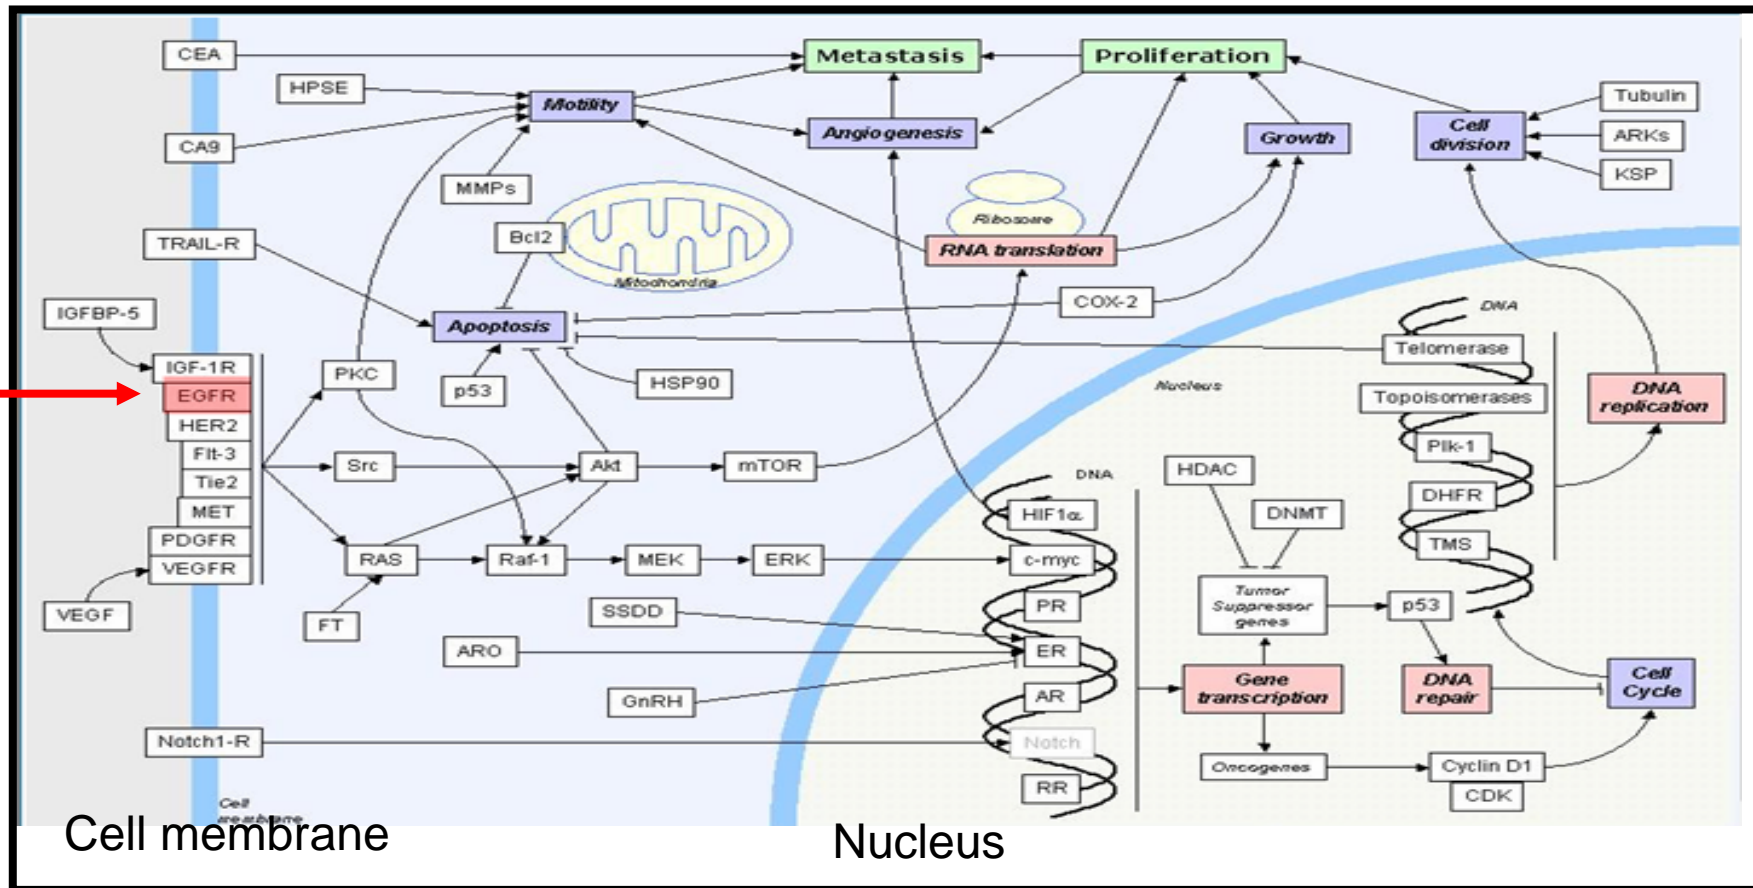 CEA
Metastasis
Proliferation
HPSE
Motility
Tubulin
Angiogenesis
Growth
Cell
division
ARKs
CA9
KSP
MMPs
Ribosome
TRAIL-R
Bcl2
RNA translation
Mitochondria
COX-2
IGFBP-5
Apoptosis
DNA
Telomerase
IGF-1R
PKC
p53
HSP90
Nucleus
EGFR
Topoisomerases
DNA
replication
HER2
Flt-3
Src
Akt
mTOR
Plk-1
Tie2
DNA
HDAC
MET
HIF1α
DNMT
DHFR
PDGFR
TMS
VEGFR
RAS
Raf-1
MEK
ERK
c-myc
VEGF
FT
SSDD
PR
Tumor
Suppressor
genes
p53
ARO
ER
GnRH
AR
Gene
transcription
DNA
repair
Cell
Cycle
Notch1-R
Notch
Oncogenes
Cyclin D1
RR
CDK
Cell
membrane
Cell membrane
Nucleus